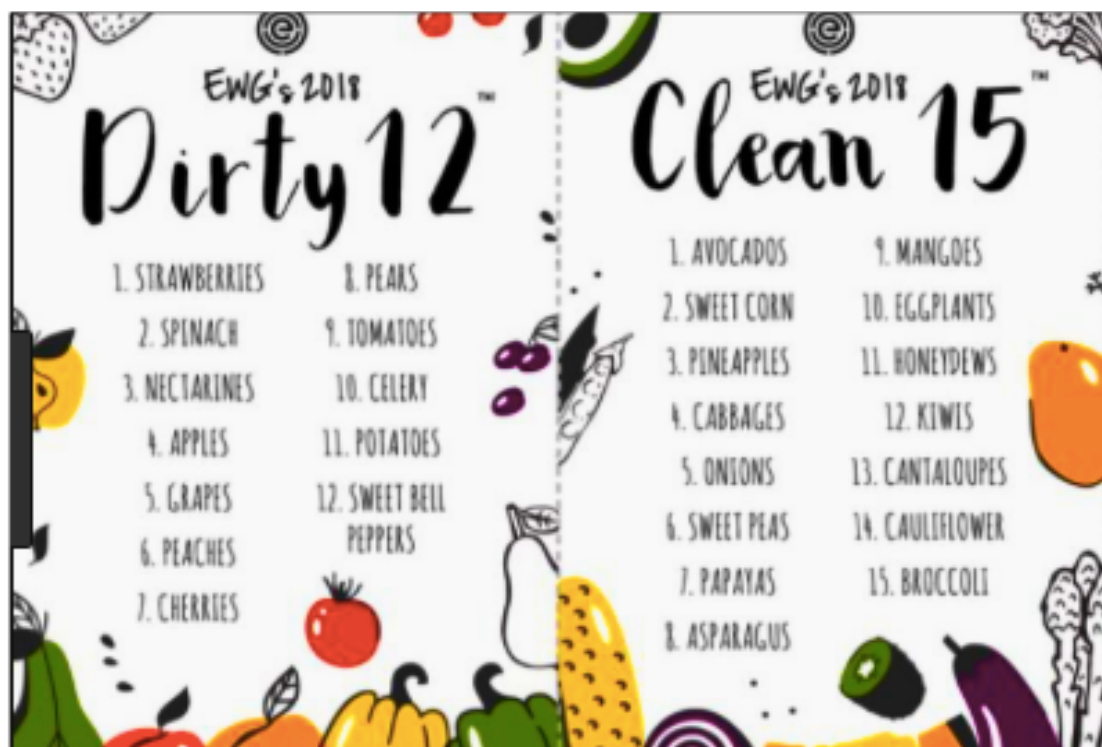 EWG's 2018
Dirty 12™
1. STRAWBERRIES
2. SPINACH
3. NECTARINES
4. APPLES
5. GRAPES
6. PEACHES
7. CHERRIES
8. PEARS
9. TOMATOES
10. CELERY
11. POTATOES
12. SWEET BELL
PEPPERS
EWG's 2018
Clean 15™
1. AVOCADOS
2. SWEET CORN
3. PINEAPPLES
4. CABBAGES
5. ONIONS
6. SWEET PEAS
7. PAPAYAS
8. ASPARAGUS
9. MANGOES
10. EGGPLANTS
11. HONEYDEWS
12. KIWIS
13. CANTALOUPES
14. CAULIFLOWER
15. BROCCOLI